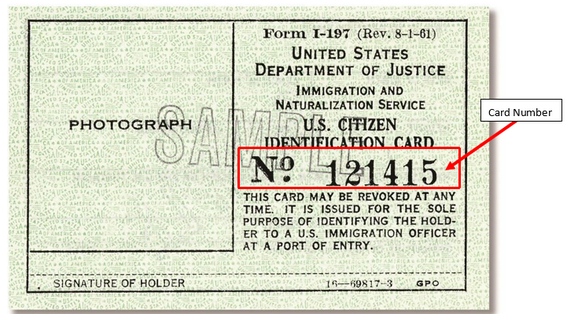 Form I-197 (Rev. 8-1-61)
UNITED STATES
DEPARTMENT OF JUSTICE
IMMIGRATION AND
NATURALIZATION SERVICE
U.S. CITIZEN
IDENTIFICATION CARD
Nº 121415
THIS CARD MAY BE REVOKED AT ANY
TIME. IT IS ISSUED FOR THE SOLE
PURPOSE OF IDENTIFYING THE HOLD-
ER TO A U.S. IMMIGRATION OFFICER
AT A PORT OF ENTRY.
PHOTOGRAPH
SAMPLE
SIGNATURE OF HOLDER
16—69817-3 GPO
Card Number